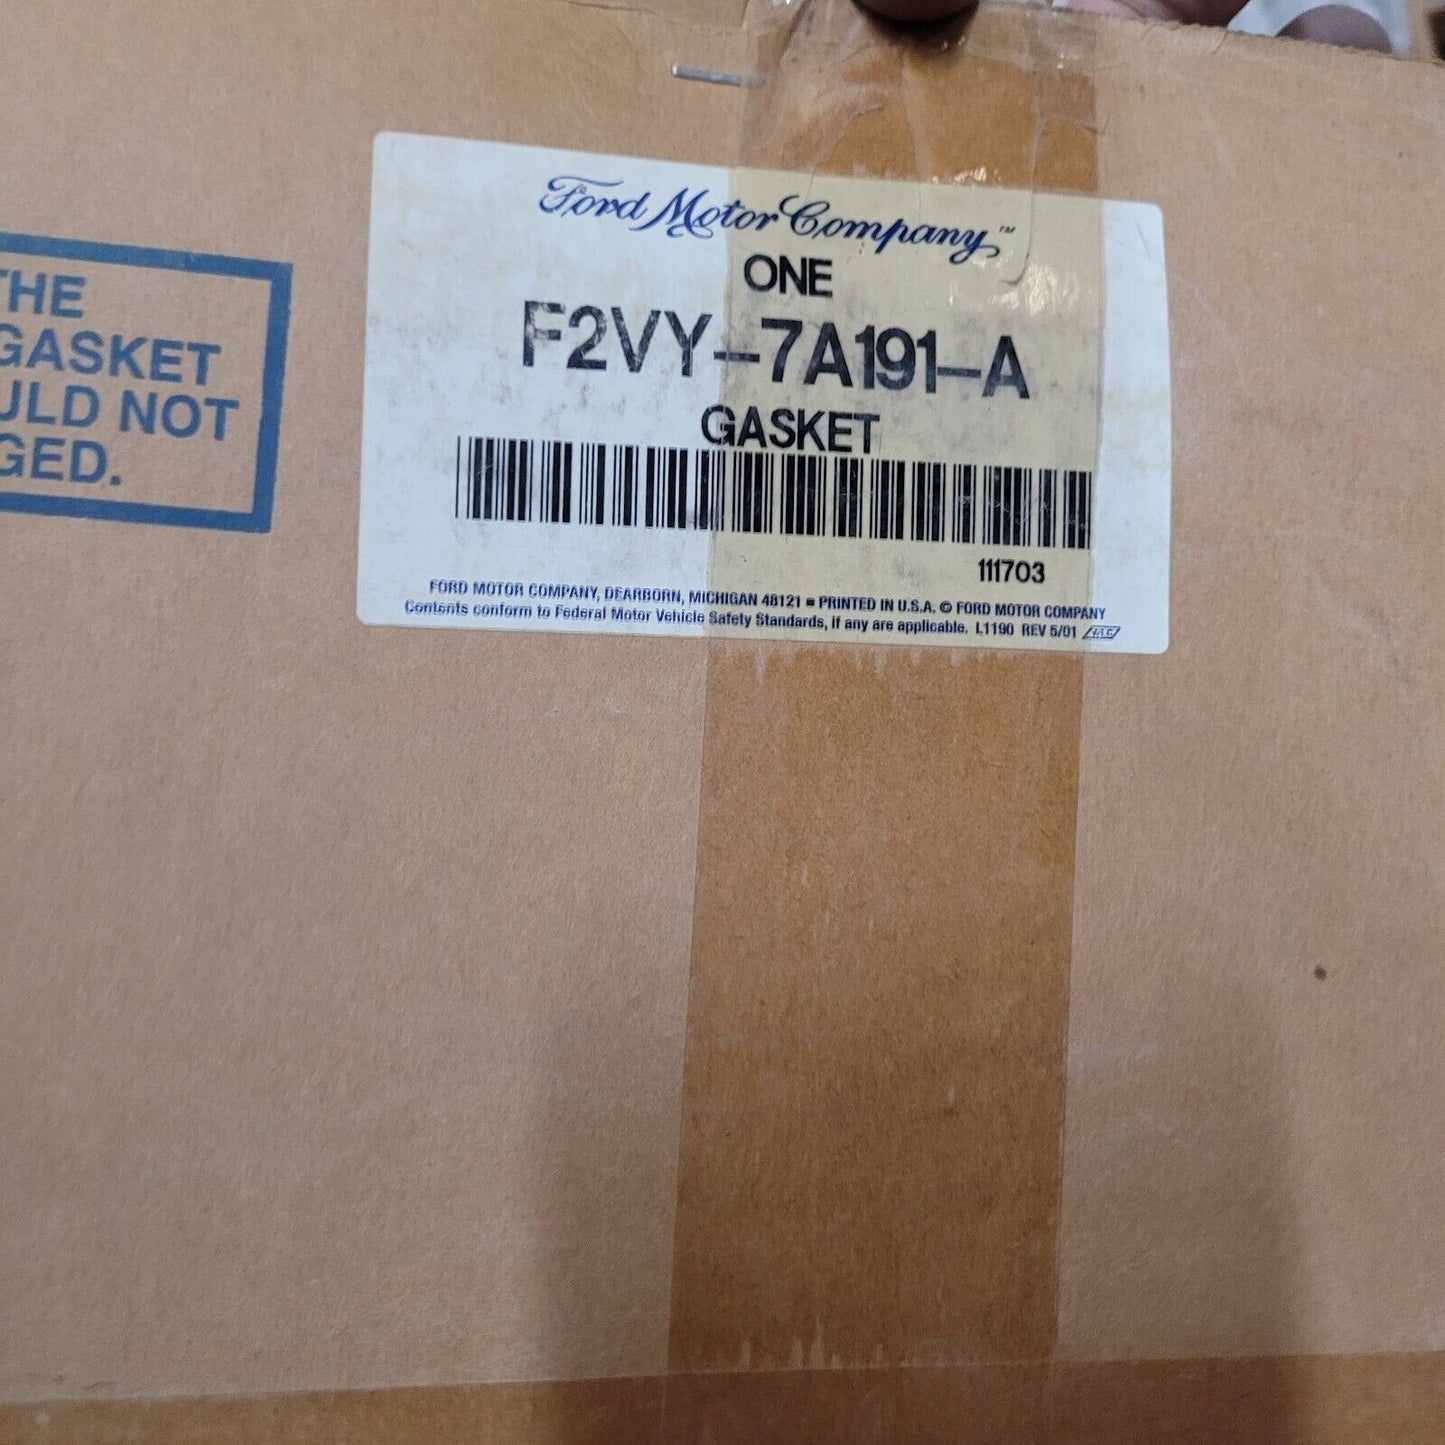 Ford Motor Company™
ONE
F2VY-7A191-A
GASKET
111703
FORD MOTOR COMPANY, DEARBORN, MICHIGAN 48121 ■ PRINTED IN U.S.A. © FORD MOTOR COMPANY
Contents conform to Federal Motor Vehicle Safety Standards, if any are applicable. L1190 REV 5/01
THE
GASKET
ULD NOT
GED.